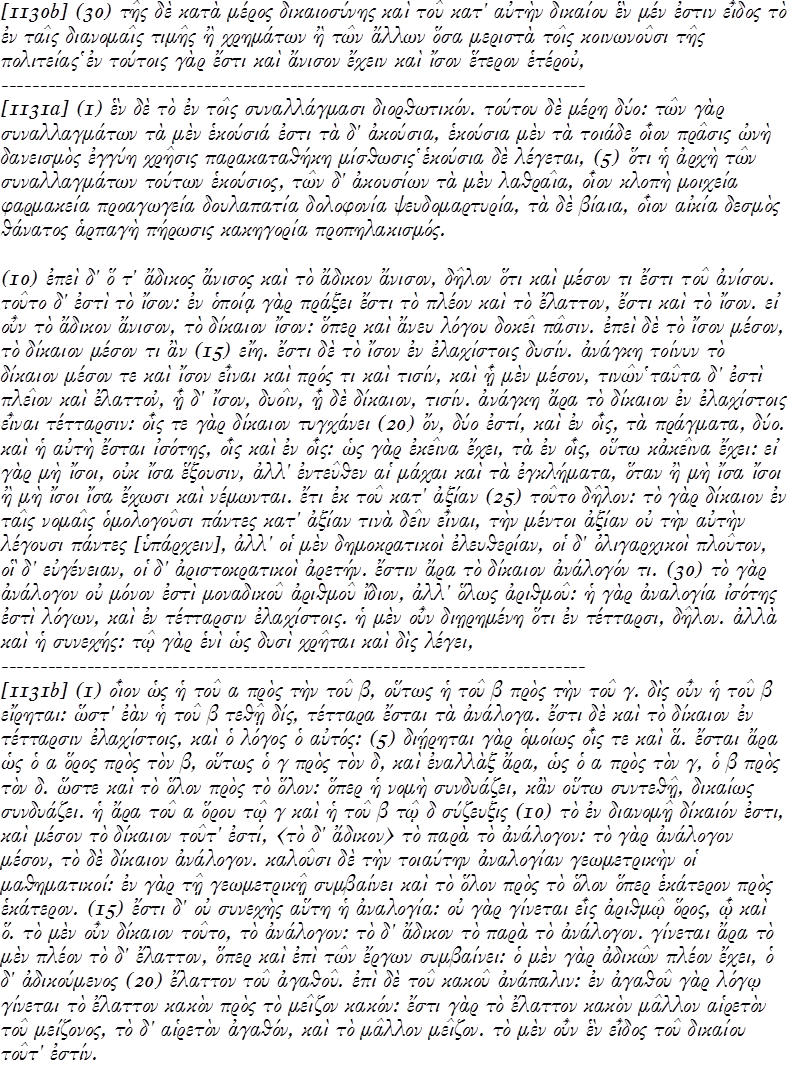 [1130b] (30) τῆς δὲ κατὰ μέρος δικαιοσύνης καὶ τοῦ κατ' αὐτὴν δικαίου ἓν μέν ἐστιν εἶδος τὸ
ἐν ταῖς διανομαῖς τιμῆς ἢ χρημάτων ἢ τῶν ἄλλων ὅσα μεριστὰ τοῖς κοινωνοῦσι τῆς
πολιτείας̔ ἐν τούτοις γὰρ ἔστι καὶ ἄνισον ἔχειν καὶ ἴσον ἕτερον ἑτέροὐ,
---------------------------------------------------------------------------
[1131a] (1) ἓν δὲ τὸ ἐν τοῖς συναλλάγμασι διορθωτικόν. τούτου δὲ μέρη δύο: τῶν γὰρ
συναλλαγμάτων τὰ μὲν ἑκούσιά ἐστι τὰ δ' ἀκούσια, ἑκούσια μὲν τὰ τοιάδε οἷον πρᾶσις ὠνὴ
δανεισμὸς ἐγγύη χρῆσις παρακαταθήκη μίσθωσις̔ ἑκούσια δὲ λέγεται, (5) ὅτι ἡ ἀρχὴ τῶν
συναλλαγμάτων τούτων ἑκούσιος, τῶν δ' ἀκουσίων τὰ μὲν λαθραῖα, οἷον κλοπὴ μοιχεία
φαρμακεία προαγωγεία δουλαπατία δολοφονία ψευδομαρτυρία, τὰ δὲ βίαια, οἷον αἰκία δεσμὸς
θάνατος ἁρπαγὴ πήρωσις κακηγορία προπηλακισμός.
(10) ἐπεὶ δ' ὅ τ' ἄδικος ἄνισος καὶ τὸ ἄδικον ἄνισον, δῆλον ὅτι καὶ μέσον τι ἔστι τοῦ ἀνίσου.
τοῦτο δ' ἐστὶ τὸ ἴσον: ἐν ὁποίᾳ γὰρ πράξει ἔστι τὸ πλέον καὶ τὸ ἔλαττον, ἔστι καὶ τὸ ἴσον. εἰ
οὖν τὸ ἄδικον ἄνισον, τὸ δίκαιον ἴσον: ὅπερ καὶ ἄνευ λόγου δοκεῖ πᾶσιν. ἐπεὶ δὲ τὸ ἴσον μέσον,
τὸ δίκαιον μέσον τι ἂν (15) εἴη. ἔστι δὲ τὸ ἴσον ἐν ἐλαχίστοις δυσίν. ἀνάγκη τοίνυν τὸ
δίκαιον μέσον τε καὶ ἴσον εἶναι καὶ πρός τι καὶ τισίν, καὶ ᾗ μὲν μέσον, τινῶν̔ ταῦτα δ' ἐστὶ
πλεῖον καὶ ἔλαττοὐ, ᾗ δ' ἴσον, δυοῖν, ᾗ δὲ δίκαιον, τισίν. ἀνάγκη ἄρα τὸ δίκαιον ἐν ἐλαχίστοις
εἶναι τέτταρσιν: οἷς τε γὰρ δίκαιον τυγχάνει (20) ὄν, δύο ἐστί, καὶ ἐν οἷς, τὰ πράγματα, δύο.
καὶ ἡ αὐτὴ ἔσται ἰσότης, οἷς καὶ ἐν οἷς: ὡς γὰρ ἐκεῖνα ἔχει, τὰ ἐν οἷς, οὕτω κἀκεῖνα ἔχει: εἰ
γὰρ μὴ ἴσοι, οὐκ ἴσα ἕξουσιν, ἀλλ' ἐντεῦθεν αἱ μάχαι καὶ τὰ ἐγκλήματα, ὅταν ἢ μὴ ἴσα ἴσοι
ἢ μὴ ἴσοι ἴσα ἔχωσι καὶ νέμωνται. ἔτι ἐκ τοῦ κατ' ἀξίαν (25) τοῦτο δῆλον: τὸ γὰρ δίκαιον ἐν
ταῖς νομαῖς ὁμολογοῦσι πάντες κατ' ἀξίαν τινὰ δεῖν εἶναι, τὴν μέντοι ἀξίαν οὐ τὴν αὐτὴν
λέγουσι πάντες [ὑπάρχειν], ἀλλ' οἱ μὲν δημοκρατικοὶ ἐλευθερίαν, οἱ δ' ὀλιγαρχικοὶ πλοῦτον,
οἳ δ' εὐγένειαν, οἱ δ' ἀριστοκρατικοὶ ἀρετήν. ἔστιν ἄρα τὸ δίκαιον ἀνάλογόν τι. (30) τὸ γὰρ
ἀνάλογον οὐ μόνον ἐστὶ μοναδικοῦ ἀριθμοῦ ἴδιον, ἀλλ' ὅλως ἀριθμοῦ: ἡ γὰρ ἀναλογία ἰσότης
ἐστὶ λόγων, καὶ ἐν τέτταρσιν ἐλαχίστοις. ἡ μὲν οὖν διῃρημένη ὅτι ἐν τέτταρσι, δῆλον. ἀλλὰ
καὶ ἡ συνεχής: τῷ γὰρ ἑνὶ ὡς δυσὶ χρῆται καὶ δὶς λέγει,
---------------------------------------------------------------------------
[1131b] (1) οἷον ὡς ἡ τοῦ α πρὸς τὴν τοῦ β, οὕτως ἡ τοῦ β πρὸς τὴν τοῦ γ. δὶς οὖν ἡ τοῦ β
εἴρηται: ὥστ' ἐὰν ἡ τοῦ β τεθῇ δίς, τέτταρα ἔσται τὰ ἀνάλογα. ἔστι δὲ καὶ τὸ δίκαιον ἐν
τέτταρσιν ἐλαχίστοις, καὶ ὁ λόγος ὁ αὐτός: (5) διῄρηται γὰρ ὁμοίως οἷς τε καὶ ἅ. ἔσται ἄρα
ὡς ὁ α ὅρος πρὸς τὸν β, οὕτως ὁ γ πρὸς τὸν δ, καὶ ἐναλλὰξ ἄρα, ὡς ὁ α πρὸς τὸν γ, ὁ β πρὸς
τὸν δ. ὥστε καὶ τὸ ὅλον πρὸς τὸ ὅλον: ὅπερ ἡ νομὴ συνδυάζει, κἂν οὕτω συντεθῇ, δικαίως
συνδυάζει. ἡ ἄρα τοῦ α ὅρου τῷ γ καὶ ἡ τοῦ β τῷ δ σύζευξις (10) τὸ ἐν διανομῇ δίκαιόν ἐστι,
καὶ μέσον τὸ δίκαιον τοῦτ' ἐστί, 〈τὸ δ' ἄδικον〉 τὸ παρὰ τὸ ἀνάλογον: τὸ γὰρ ἀνάλογον
μέσον, τὸ δὲ δίκαιον ἀνάλογον. καλοῦσι δὲ τὴν τοιαύτην ἀναλογίαν γεωμετρικὴν οἱ
μαθηματικοί: ἐν γὰρ τῇ γεωμετρικῇ συμβαίνει καὶ τὸ ὅλον πρὸς τὸ ὅλον ὅπερ ἑκάτερον πρὸς
ἑκάτερον. (15) ἔστι δ' οὐ συνεχὴς αὕτη ἡ ἀναλογία: οὐ γὰρ γίνεται εἷς ἀριθμῷ ὅρος, ᾧ καὶ
ὅ. τὸ μὲν οὖν δίκαιον τοῦτο, τὸ ἀνάλογον: τὸ δ' ἄδικον τὸ παρὰ τὸ ἀνάλογον. γίνεται ἄρα τὸ
μὲν πλέον τὸ δ' ἔλαττον, ὅπερ καὶ ἐπὶ τῶν ἔργων συμβαίνει: ὁ μὲν γὰρ ἀδικῶν πλέον ἔχει, ὁ
δ' ἀδικούμενος (20) ἔλαττον τοῦ ἀγαθοῦ. ἐπὶ δὲ τοῦ κακοῦ ἀνάπαλιν: ἐν ἀγαθοῦ γὰρ λόγῳ
γίνεται τὸ ἔλαττον κακὸν πρὸς τὸ μεῖζον κακόν: ἔστι γὰρ τὸ ἔλαττον κακὸν μᾶλλον αἱρετὸν
τοῦ μείζονος, τὸ δ' αἱρετὸν ἀγαθόν, καὶ τὸ μᾶλλον μεῖζον. τὸ μὲν οὖν ἓν εἶδος τοῦ δικαίου
τοῦτ' ἐστίν.